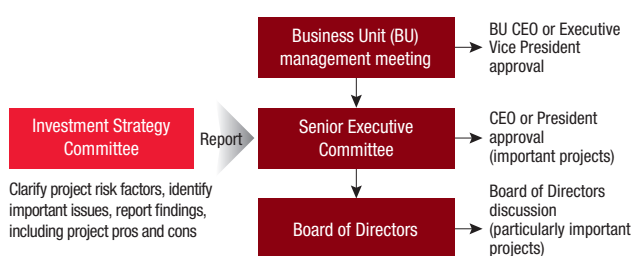 Business Unit (BU)
management meeting
BU CEO or Executive
Vice President
approval
Investment Strategy
Committee
Report
Senior Executive
Committee
CEO or President
approval
(important projects)
Clarify project risk factors, identify
important issues, report findings,
including project pros and cons
Board of Directors
Board of Directors
discussion
(particularly important
projects)